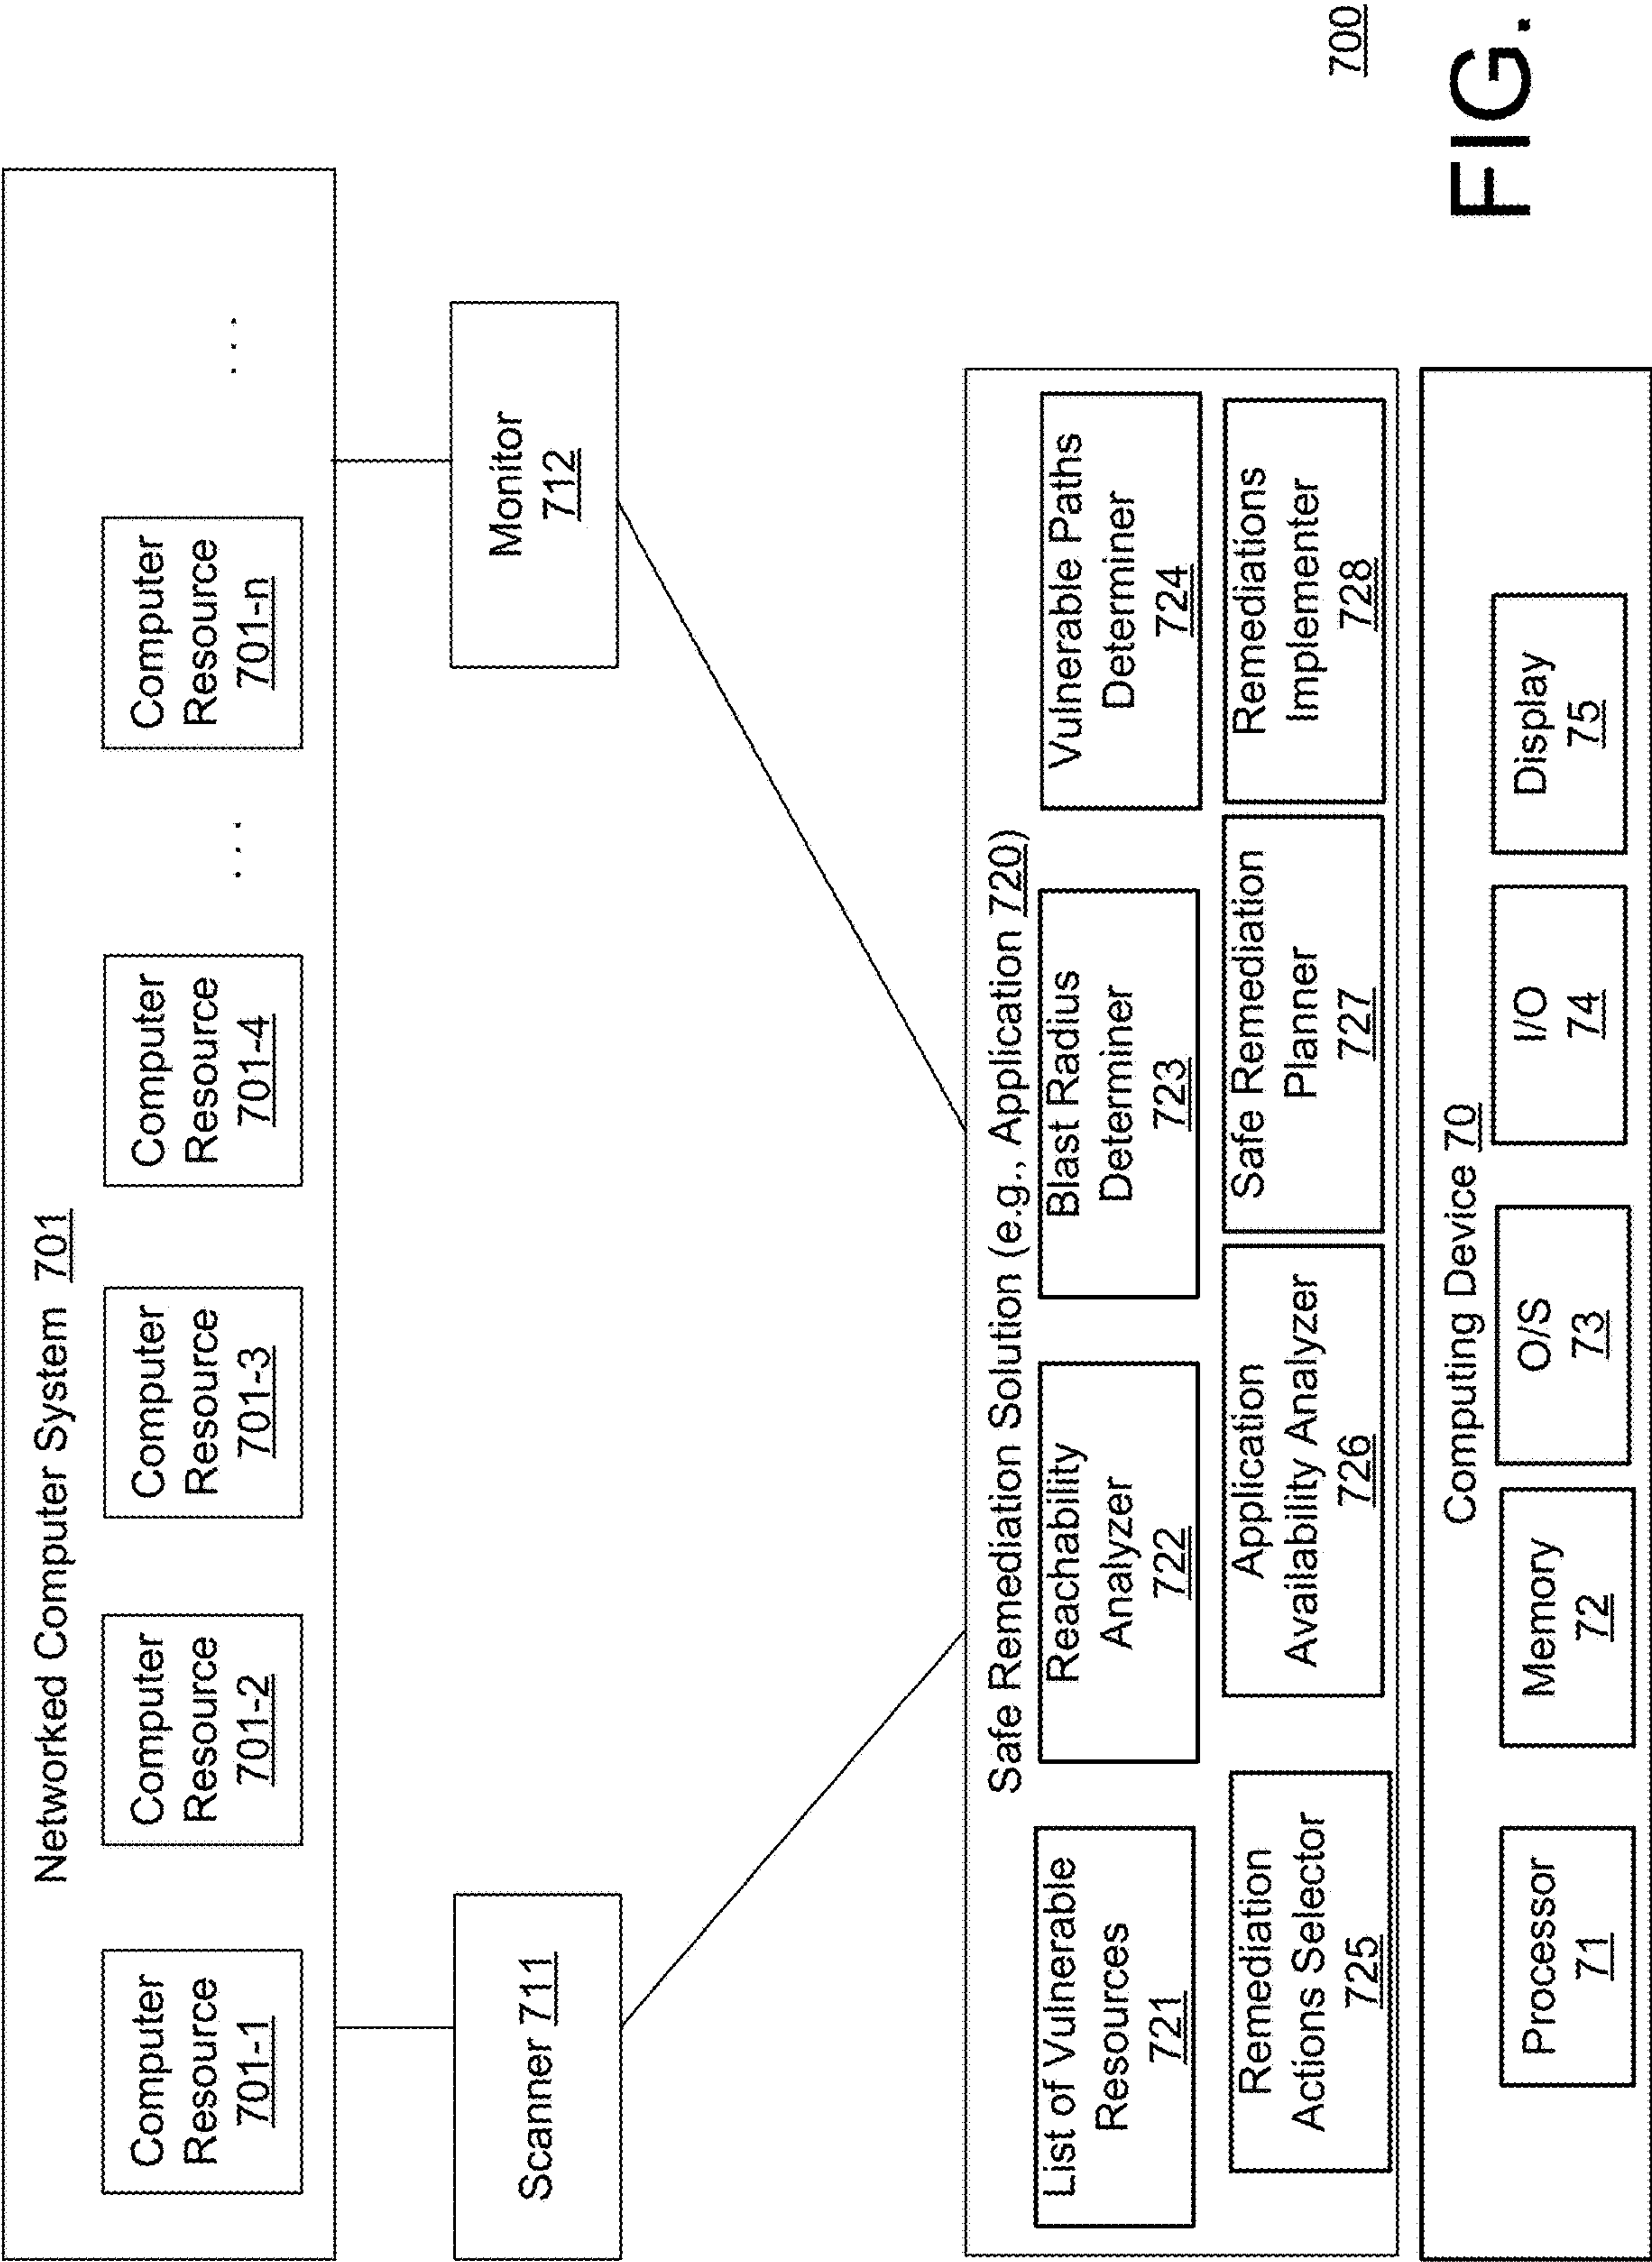 Networked Computer System 701
Computer
Resource
701-1
Computer
Resource
701-2
Computer
Resource
701-3
Computer
Resource
701-4
. . .
Computer
Resource
701-n
. . .
Scanner 711
Monitor
712
Safe Remediation Solution (e.g., Application 720)
List of Vulnerable
Resources
721
Reachability
Analyzer
722
Blast Radius
Determiner
723
Vulnerable Paths
Determiner
724
Remediation
Actions Selector
725
Application
Availability Analyzer
726
Safe Remediation
Planner
727
Remediations
Implementer
728
Computing Device 70
Processor
71
Memory
72
O/S
73
I/O
74
Display
75
700
FIG.